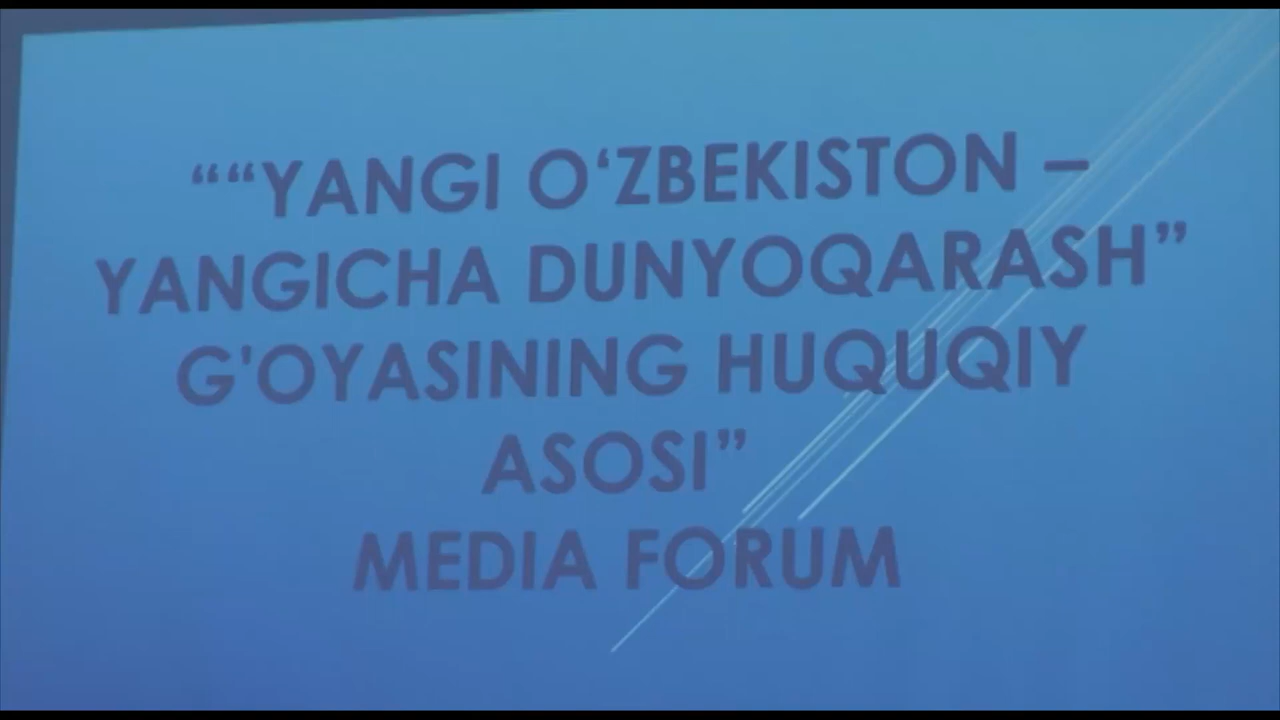 ““YANGI O‘ZBEKISTON –
YANGICHA DUNYOQARASH”
G'OYASINING HUQUQIY
ASOSI”
MEDIA FORUM